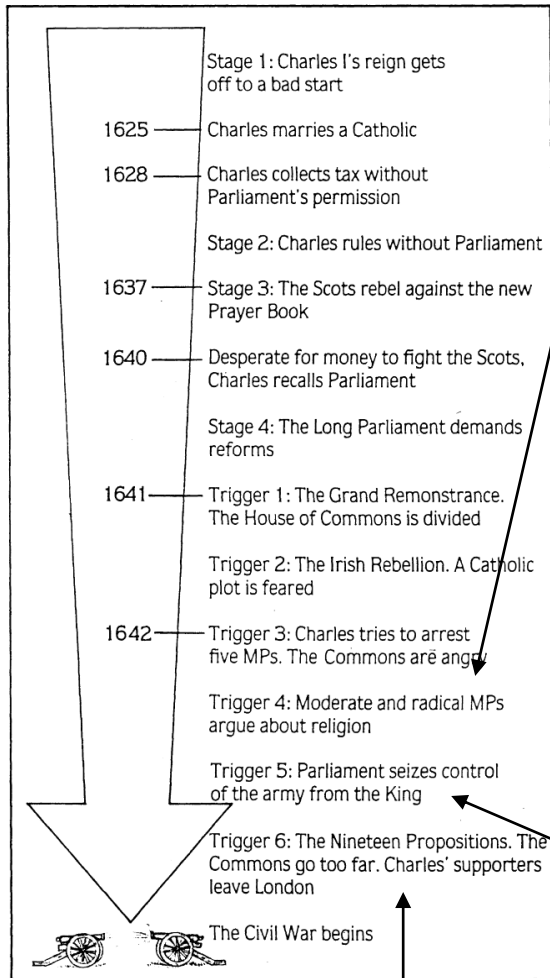 Stage 1: Charles I's reign gets
off to a bad start
1625 Charles marries a Catholic
1628 Charles collects tax without
Parliament's permission
Stage 2: Charles rules without Parliament
1637 Stage 3: The Scots rebel against the new
Prayer Book
1640 Desperate for money to fight the Scots,
Charles recalls Parliament
Stage 4: The Long Parliament demands
reforms
1641 Trigger 1: The Grand Remonstrance.
The House of Commons is divided
Trigger 2: The Irish Rebellion. A Catholic
plot is feared
1642 Trigger 3: Charles tries to arrest
five MPs. The Commons are angry
Trigger 4: Moderate and radical MPs
argue about religion
Trigger 5: Parliament seizes control
of the army from the King
Trigger 6: The Nineteen Propositions. The
Commons go too far. Charles' supporters
leave London
The Civil War begins